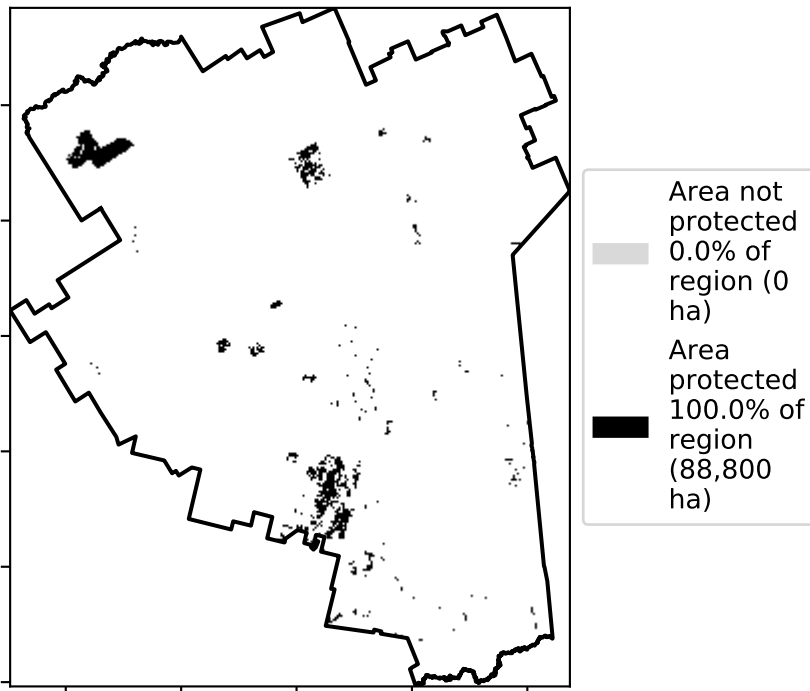 Area not
protected
0.0% of
region (0
ha)
Area
protected
100.0% of
region
(88,800
ha)